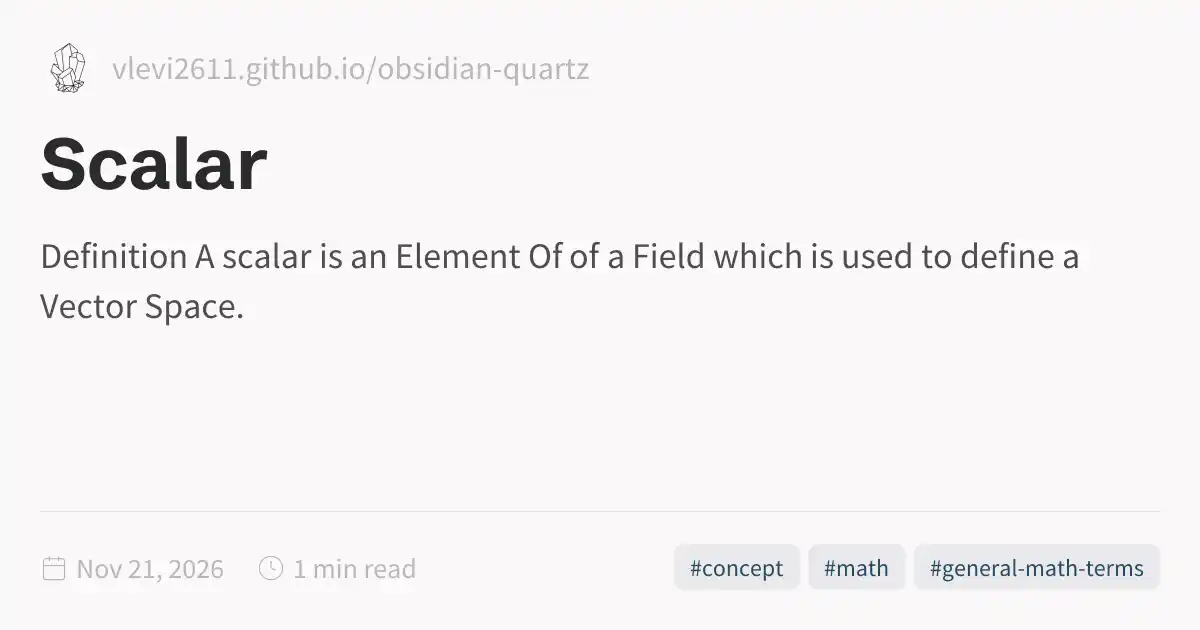 vlevi2611.github.io/obsidian-quartz
Scalar
Definition A scalar is an Element Of of a Field which is used to define a
Vector Space.
Nov 21, 2026 1 min read #concept #math #general-math-terms